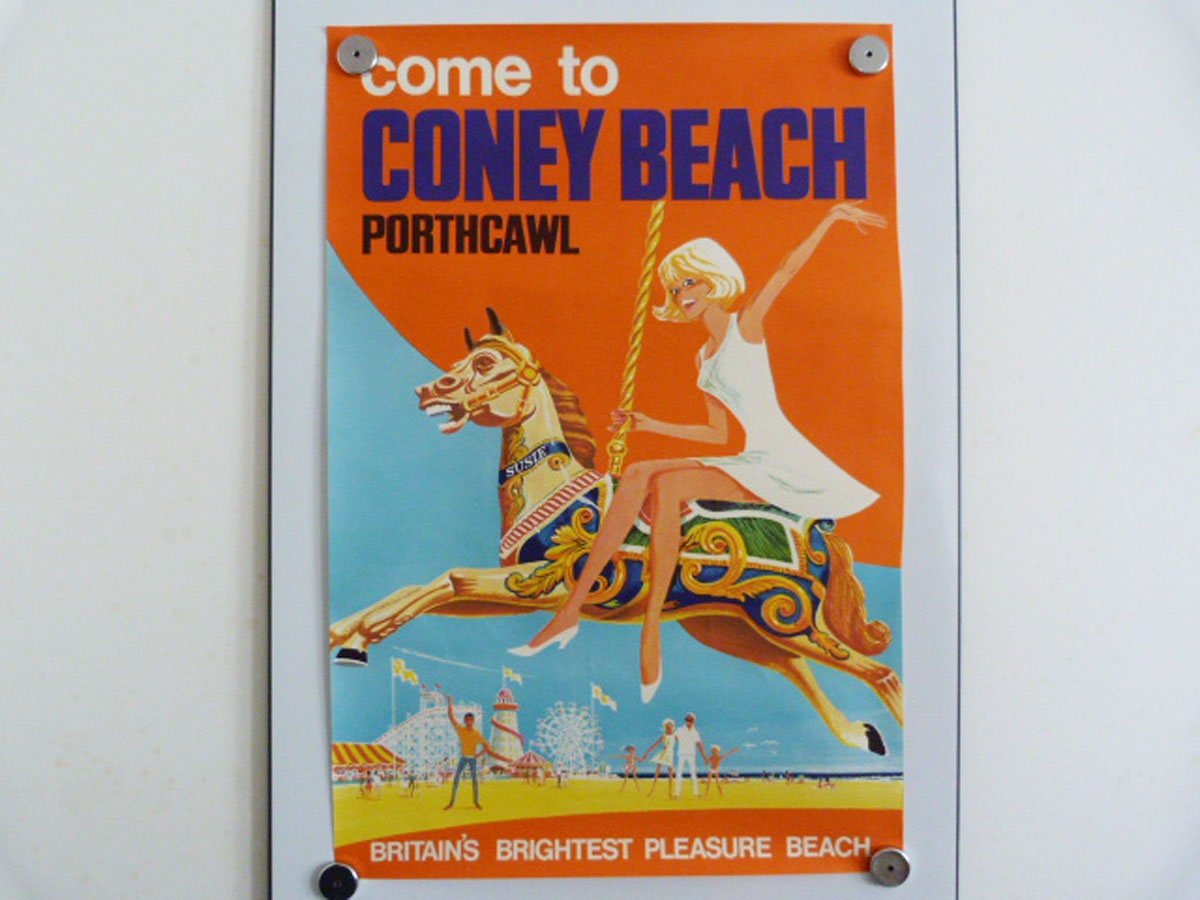 come to
CONEY BEACH
PORTHCAWL
SUSIE
BRITAIN'S BRIGHTEST PLEASURE BEACH